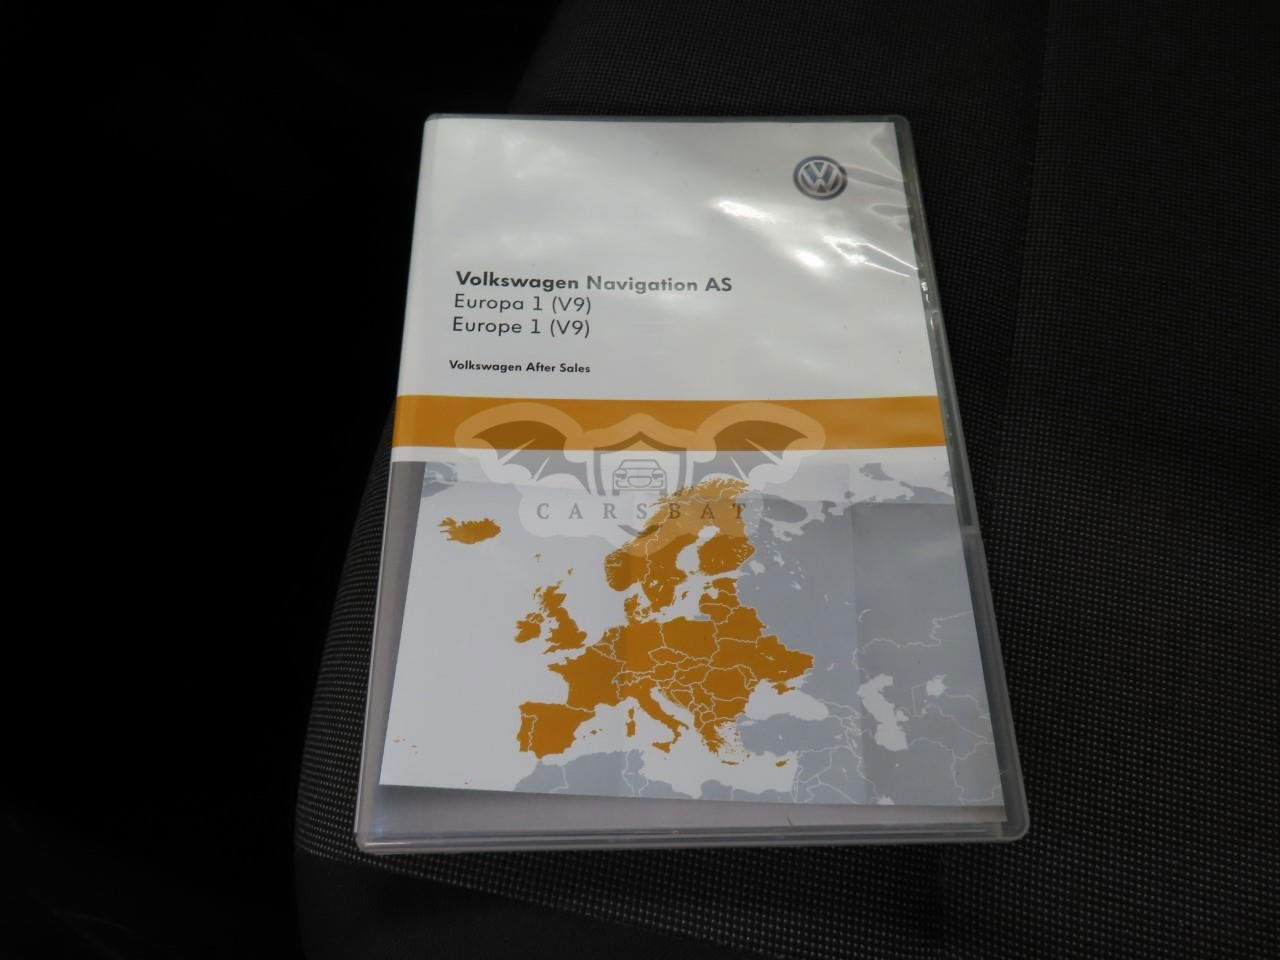 Volkswagen Navigation AS
Europa 1 (V9)
Europe 1 (V9)
Volkswagen After Sales
CARSBAT